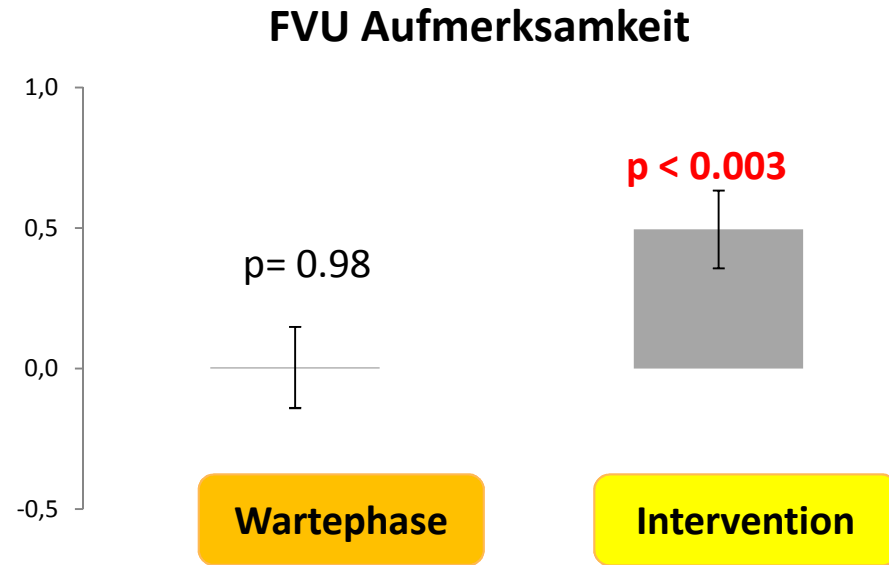 FVU Aufmerksamkeit
1,0
p < 0.003
0,5
p= 0.98
0,0
-0,5
Wartephase
Intervention